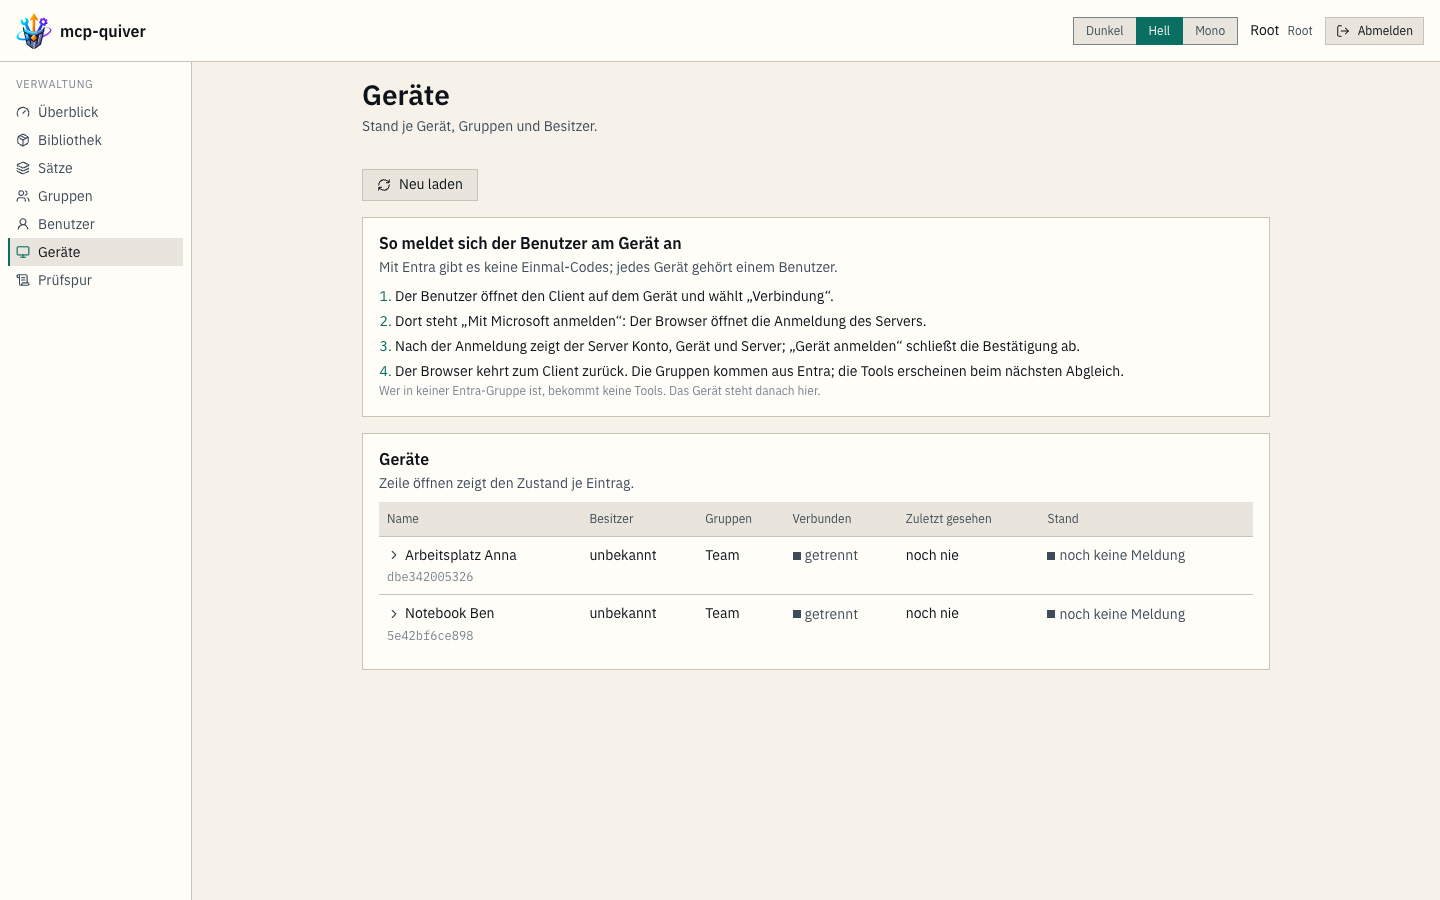 mcp-quiver
Dunkel Hell Mono Root Root Abmelden
VERWALTUNG
Überblick
Bibliothek
Sätze
Gruppen
Benutzer
Geräte
Prüfspur
Geräte
Stand je Gerät, Gruppen und Besitzer.
Neu laden
So meldet sich der Benutzer am Gerät an
Mit Entra gibt es keine Einmal-Codes; jedes Gerät gehört einem Benutzer.
1. Der Benutzer öffnet den Client auf dem Gerät und wählt „Verbindung“.
2. Dort steht „Mit Microsoft anmelden“: Der Browser öffnet die Anmeldung des Servers.
3. Nach der Anmeldung zeigt der Server Konto, Gerät und Server; „Gerät anmelden“ schließt die Bestätigung ab.
4. Der Browser kehrt zum Client zurück. Die Gruppen kommen aus Entra; die Tools erscheinen beim nächsten Abgleich.
Wer in keiner Entra-Gruppe ist, bekommt keine Tools. Das Gerät steht danach hier.
Geräte
Zeile öffnen zeigt den Zustand je Eintrag.
Name Besitzer Gruppen Verbunden Zuletzt gesehen Stand
Arbeitsplatz Anna unbekannt Team getrennt noch nie noch keine Meldung
dbe342005326
Notebook Ben unbekannt Team getrennt noch nie noch keine Meldung
5e42bf6ce898